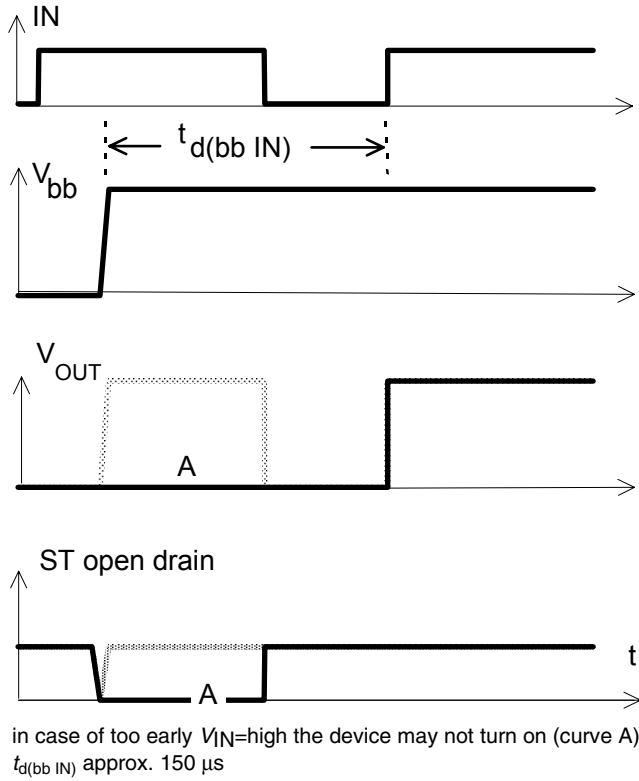 IN
t d(bb IN)
V bb
V OUT
A
ST open drain
t
A
in case of too early VIN=high the device may not turn on (curve A)
td(bb IN) approx. 150 µs